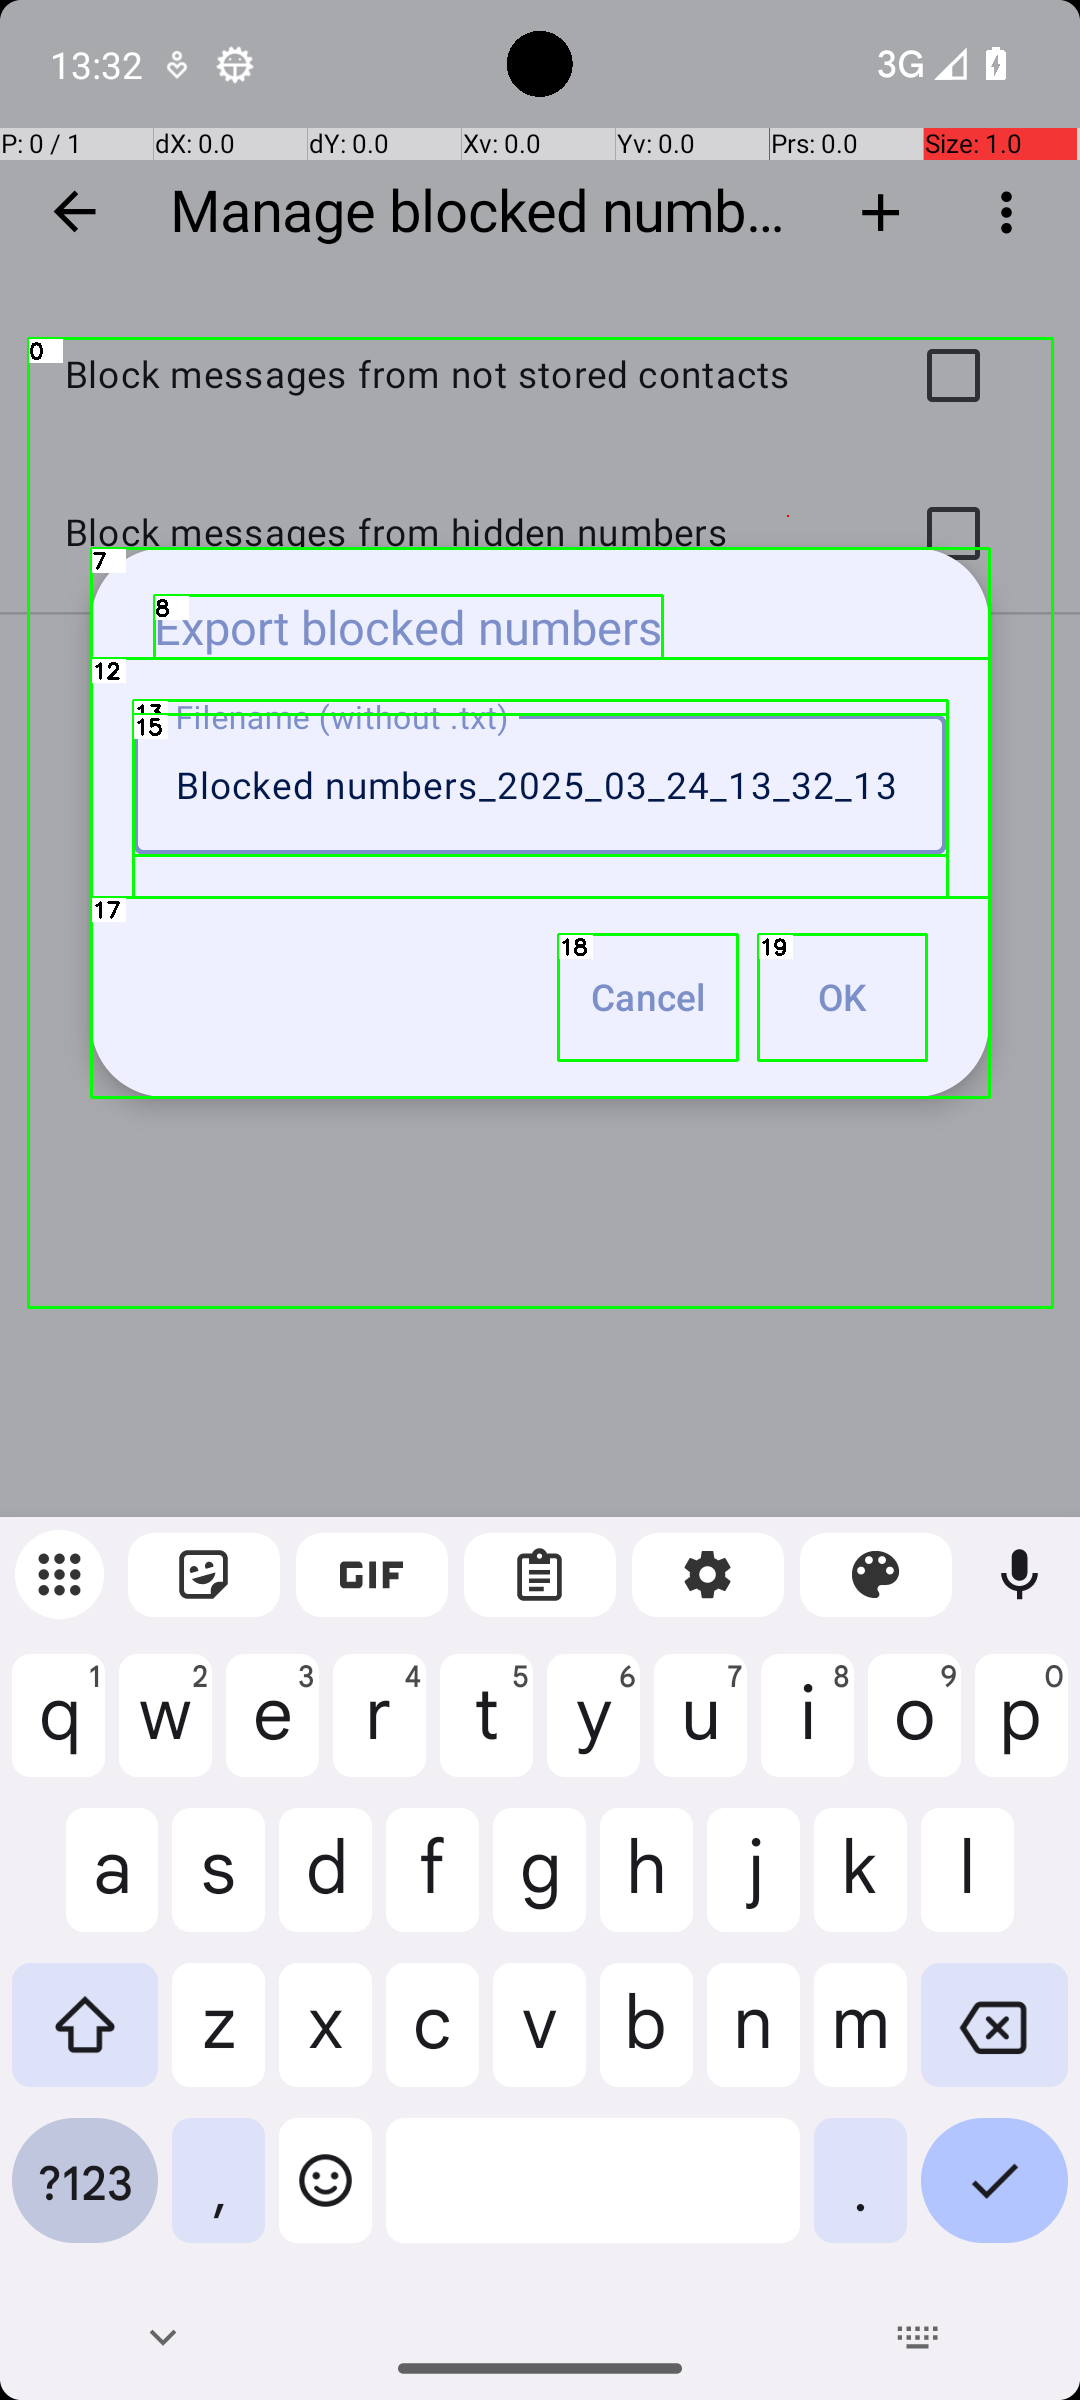 13:32
3G
P: 0 / 1
dX: 0.0
dY: 0.0
Xv: 0.0
Yv: 0.0
Prs: 0.0
Size: 1.0
Manage blocked numb...
0
Block messages from not stored contacts
Block messages from hidden numbers
7
8
Export blocked numbers
12
13
Filename (without .txt)
15
Blocked numbers_2025_03_24_13_32_13
17
18
Cancel
19
OK
GIF
q 1 w 2 e 3 r 4 t 5 y 6 u 7 i 8 o 9 p 0
a s d f g h j k l
z x c v b n m
?123 , .